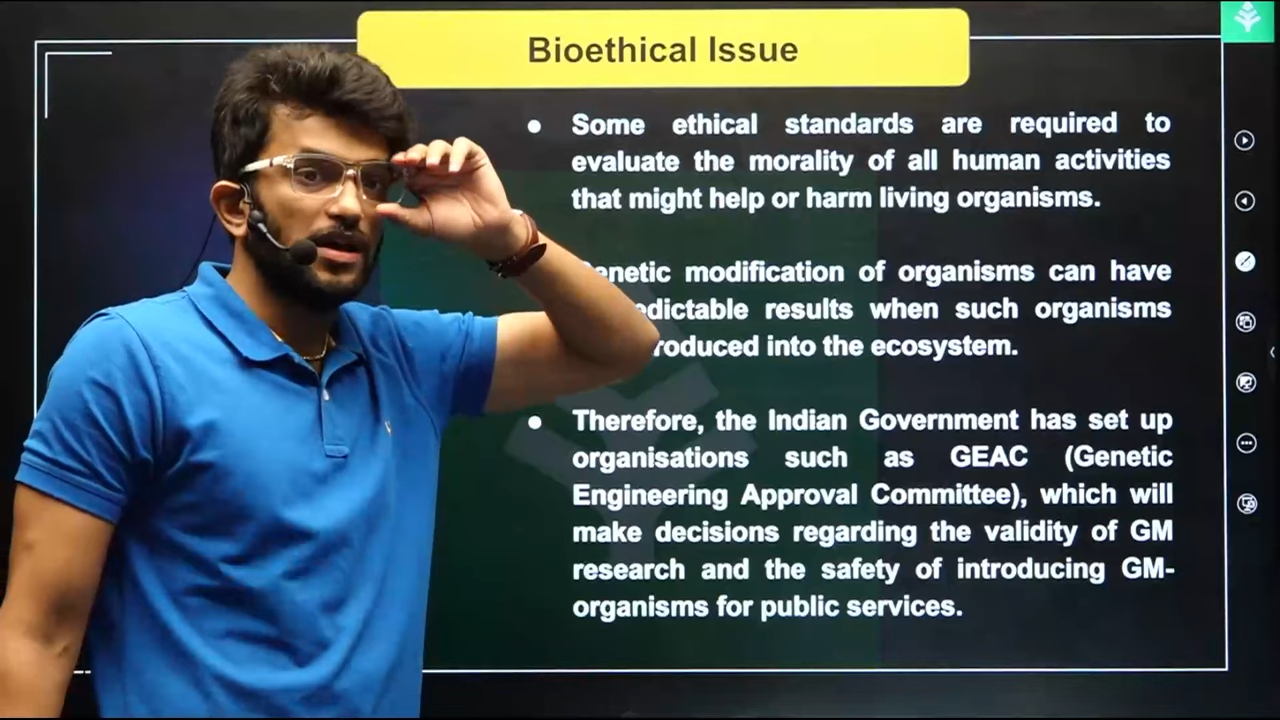 Bioethical Issue
Some ethical standards are required to
evaluate the morality of all human activities
that might help or harm living organisms.
modification of organisms can have
results when such organisms
into the ecosystem.
Therefore, the Indian Government has set up
organisations such as GEAC (Genetic
Engineering Approval Committee), which will
make decisions regarding the validity of GM
research and the safety of introducing GM-
organisms for public services.